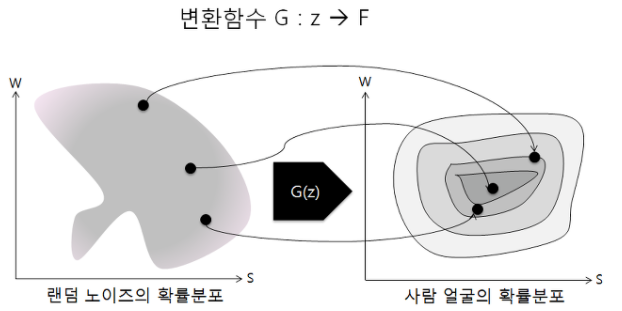 변환함수 G : z → F
W
W
G(z)
S
S
랜덤 노이즈의 확률분포
사람 얼굴의 확률분포